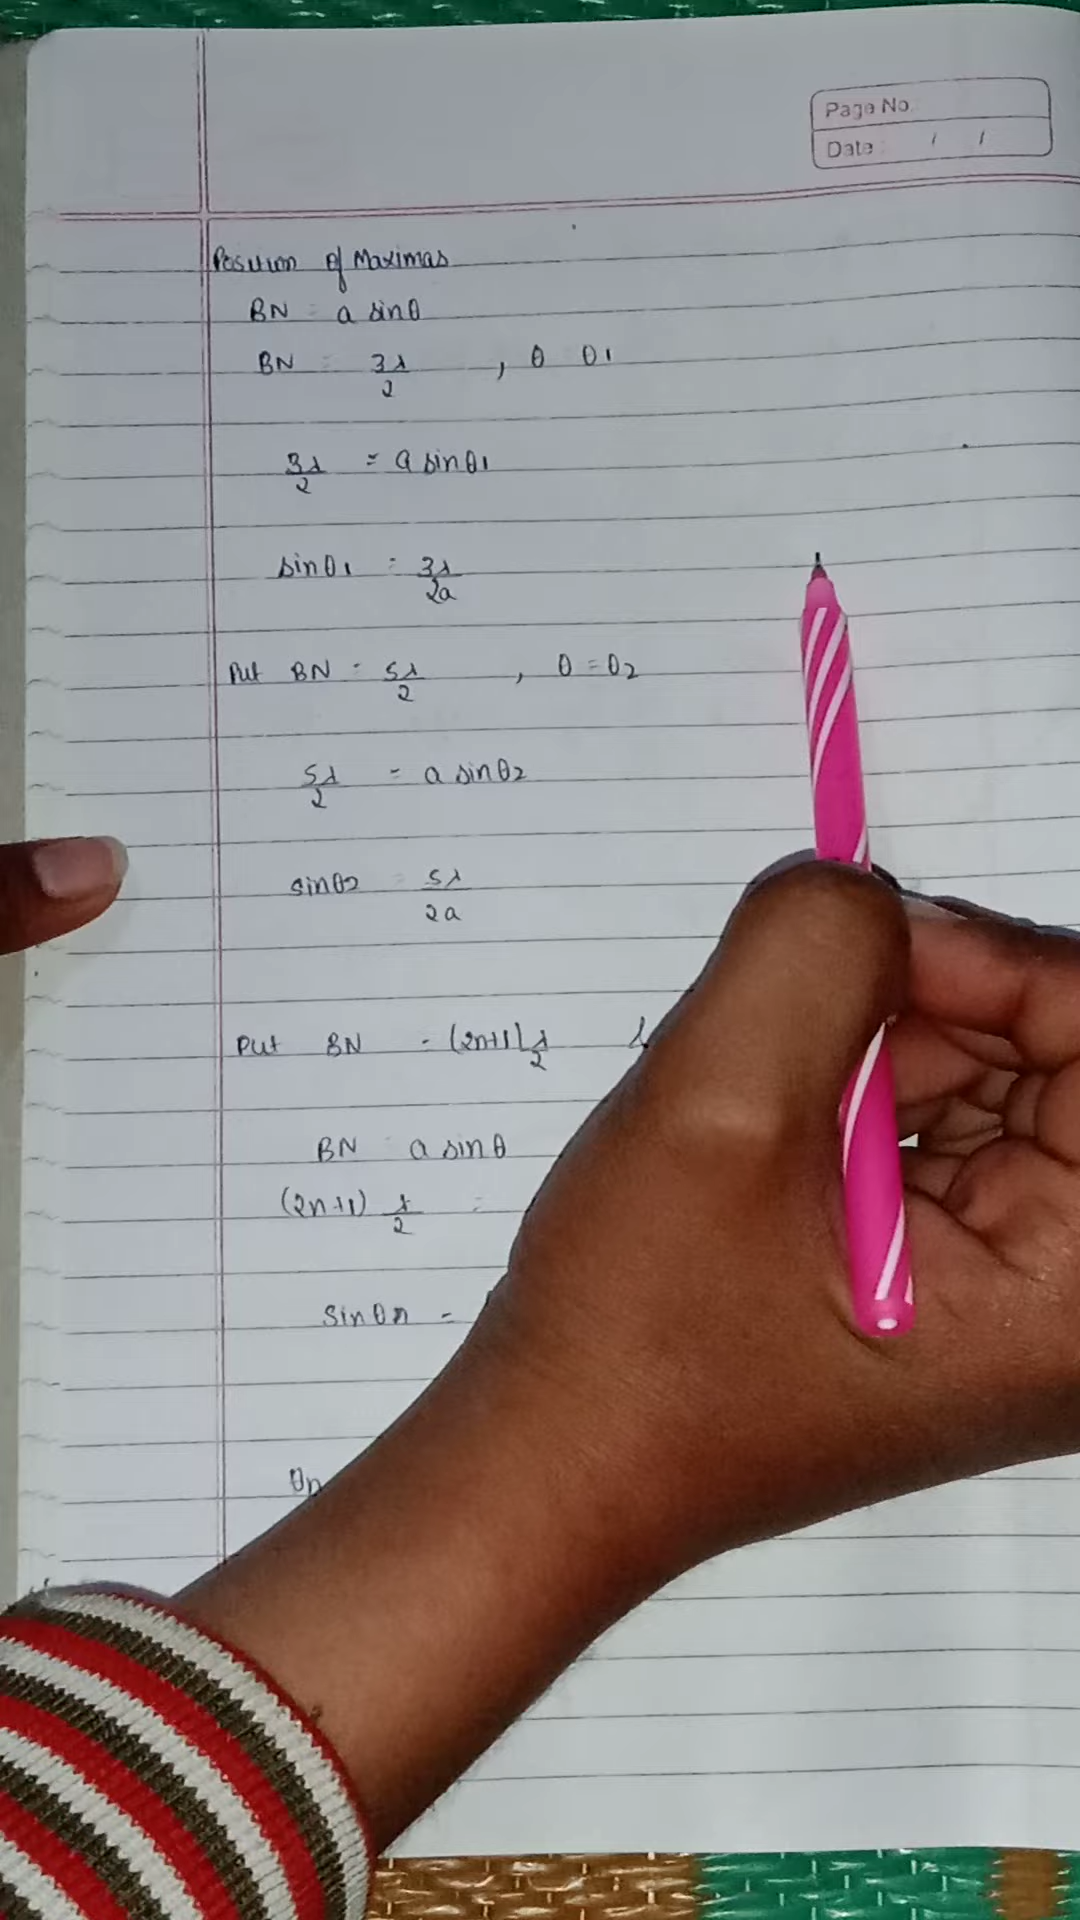 Page No.
Date : / /
Position of Maximas
BN = a sinθ
BN = 3λ/2 , θ θ1
3λ/2 = a sinθ1
sinθ1 = 3λ/2a
Put BN = 5λ/2 , θ = θ2
5λ/2 = a sinθ2
sinθ2 = 5λ/2a
Put BN = (2n+1) λ/2
BN = a sinθ
(2n+1) λ/2 =
sinθn =
θn